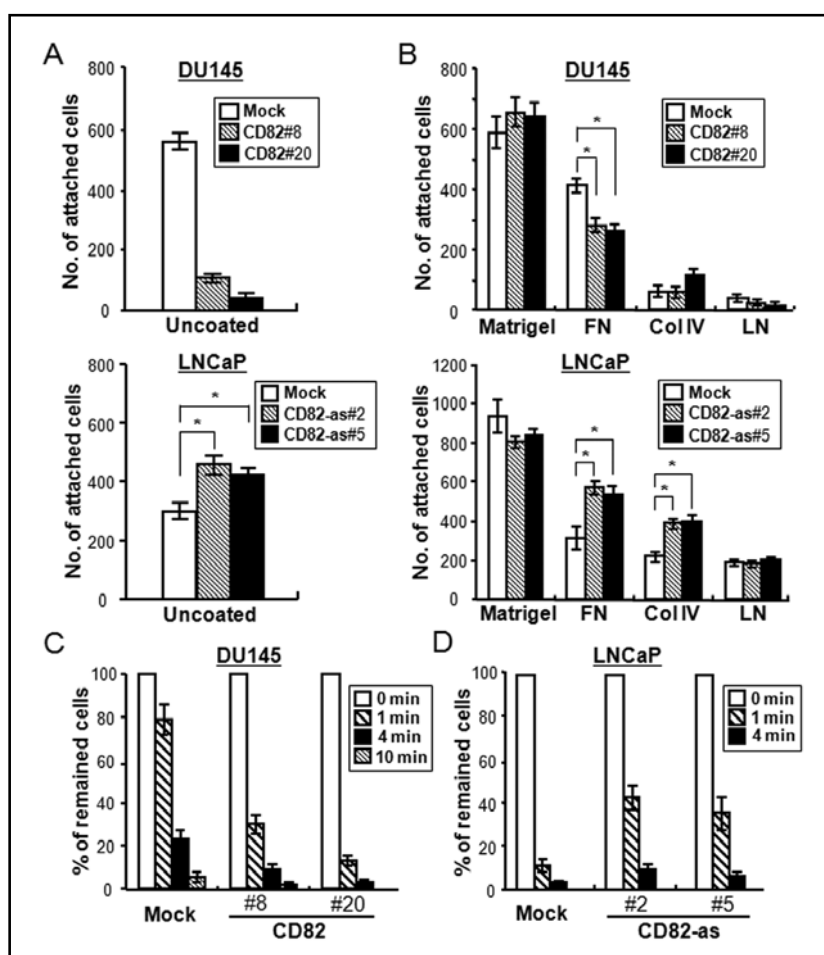 A
DU145
No. of attached cells
800
600
400
200
0
Mock
CD82#8
CD82#20
Uncoated
LNCaP
No. of attached cells
800
600
400
200
0
Mock
CD82-as#2
CD82-as#5
*
*
Uncoated
B
DU145
No. of attached cells
800
600
400
200
0
Mock
CD82#8
CD82#20
*
*
Matrigel FN Col IV LN
LNCaP
No. of attached cells
1200
1000
800
600
400
200
0
Mock
CD82-as#2
CD82-as#5
*
*
*
*
Matrigel FN Col IV LN
C
DU145
% of remained cells
100
80
60
40
20
0
0 min
1 min
4 min
10 min
Mock #8 #20
CD82
D
LNCaP
% of remained cells
100
80
60
40
20
0
0 min
1 min
4 min
Mock #2 #5
CD82-as